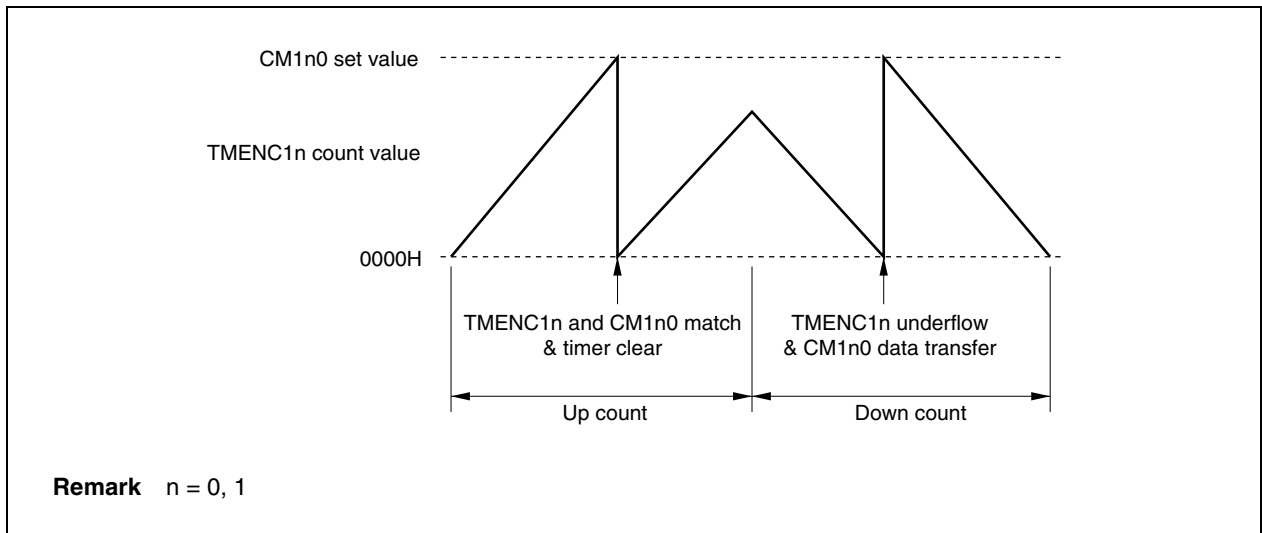 CM1n0 set value
TMENC1n count value
0000H
TMENC1n and CM1n0 match
& timer clear
TMENC1n underflow
& CM1n0 data transfer
Up count
Down count
Remark n = 0, 1